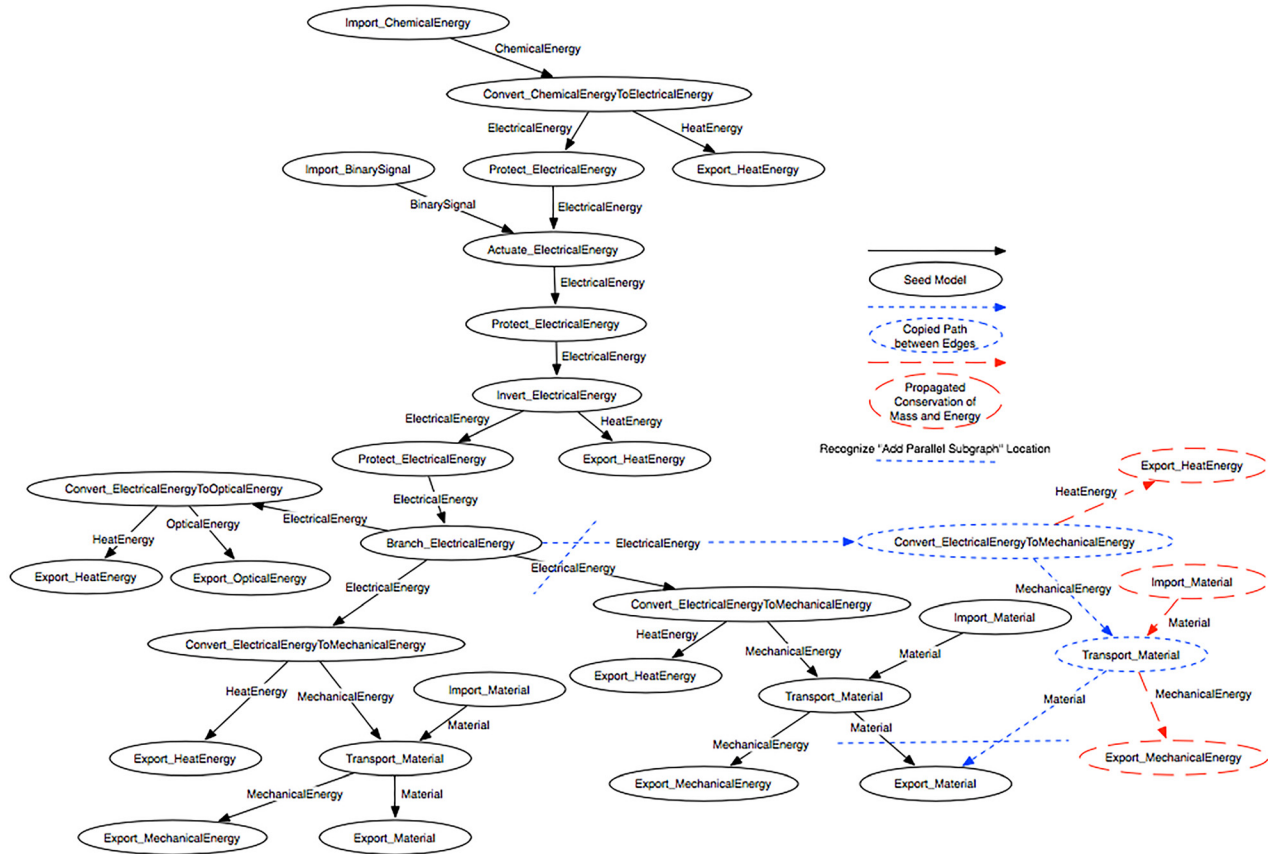 Import_ChemicalEnergy
ChemicalEnergy
Convert_ChemicalEnergyToElectricalEnergy
ElectricalEnergy
HeatEnergy
Import_BinarySignal
Protect_ElectricalEnergy
Export_HeatEnergy
BinarySignal
ElectricalEnergy
Actuate_ElectricalEnergy
ElectricalEnergy
Seed Model
Protect_ElectricalEnergy
Copied Path
between Edges
ElectricalEnergy
Invert_ElectricalEnergy
Propagated
Conservation of
Mass and Energy
ElectricalEnergy
HeatEnergy
Recognize "Add Parallel Subgraph" Location
Protect_ElectricalEnergy
Export_HeatEnergy
Export_HeatEnergy
Convert_ElectricalEnergyToOpticalEnergy
ElectricalEnergy
HeatEnergy
ElectricalEnergy
OpticalEnergy
HeatEnergy
Branch_ElectricalEnergy
ElectricalEnergy
Convert_ElectricalEnergyToMechanicalEnergy
Export_HeatEnergy
Export_OpticalEnergy
ElectricalEnergy
ElectricalEnergy
MechanicalEnergy
Import_Material
Convert_ElectricalEnergyToMechanicalEnergy
Import_Material
Material
HeatEnergy
Convert_ElectricalEnergyToMechanicalEnergy
MechanicalEnergy
Material
Transport_Material
Export_HeatEnergy
HeatEnergy
MechanicalEnergy
Import_Material
Transport_Material
Material
MechanicalEnergy
Material
Material
MechanicalEnergy
Export_HeatEnergy
Transport_Material
Export_MechanicalEnergy
Export_MechanicalEnergy
Export_Material
MechanicalEnergy
Material
Export_MechanicalEnergy
Export_Material